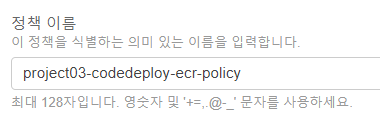 정책 이름
이 정책을 식별하는 의미 있는 이름을 입력합니다.
project03-codedeploy-ecr-policy
최대 128자입니다. 영숫자 및 '+=,.@-_' 문자를 사용하세요.